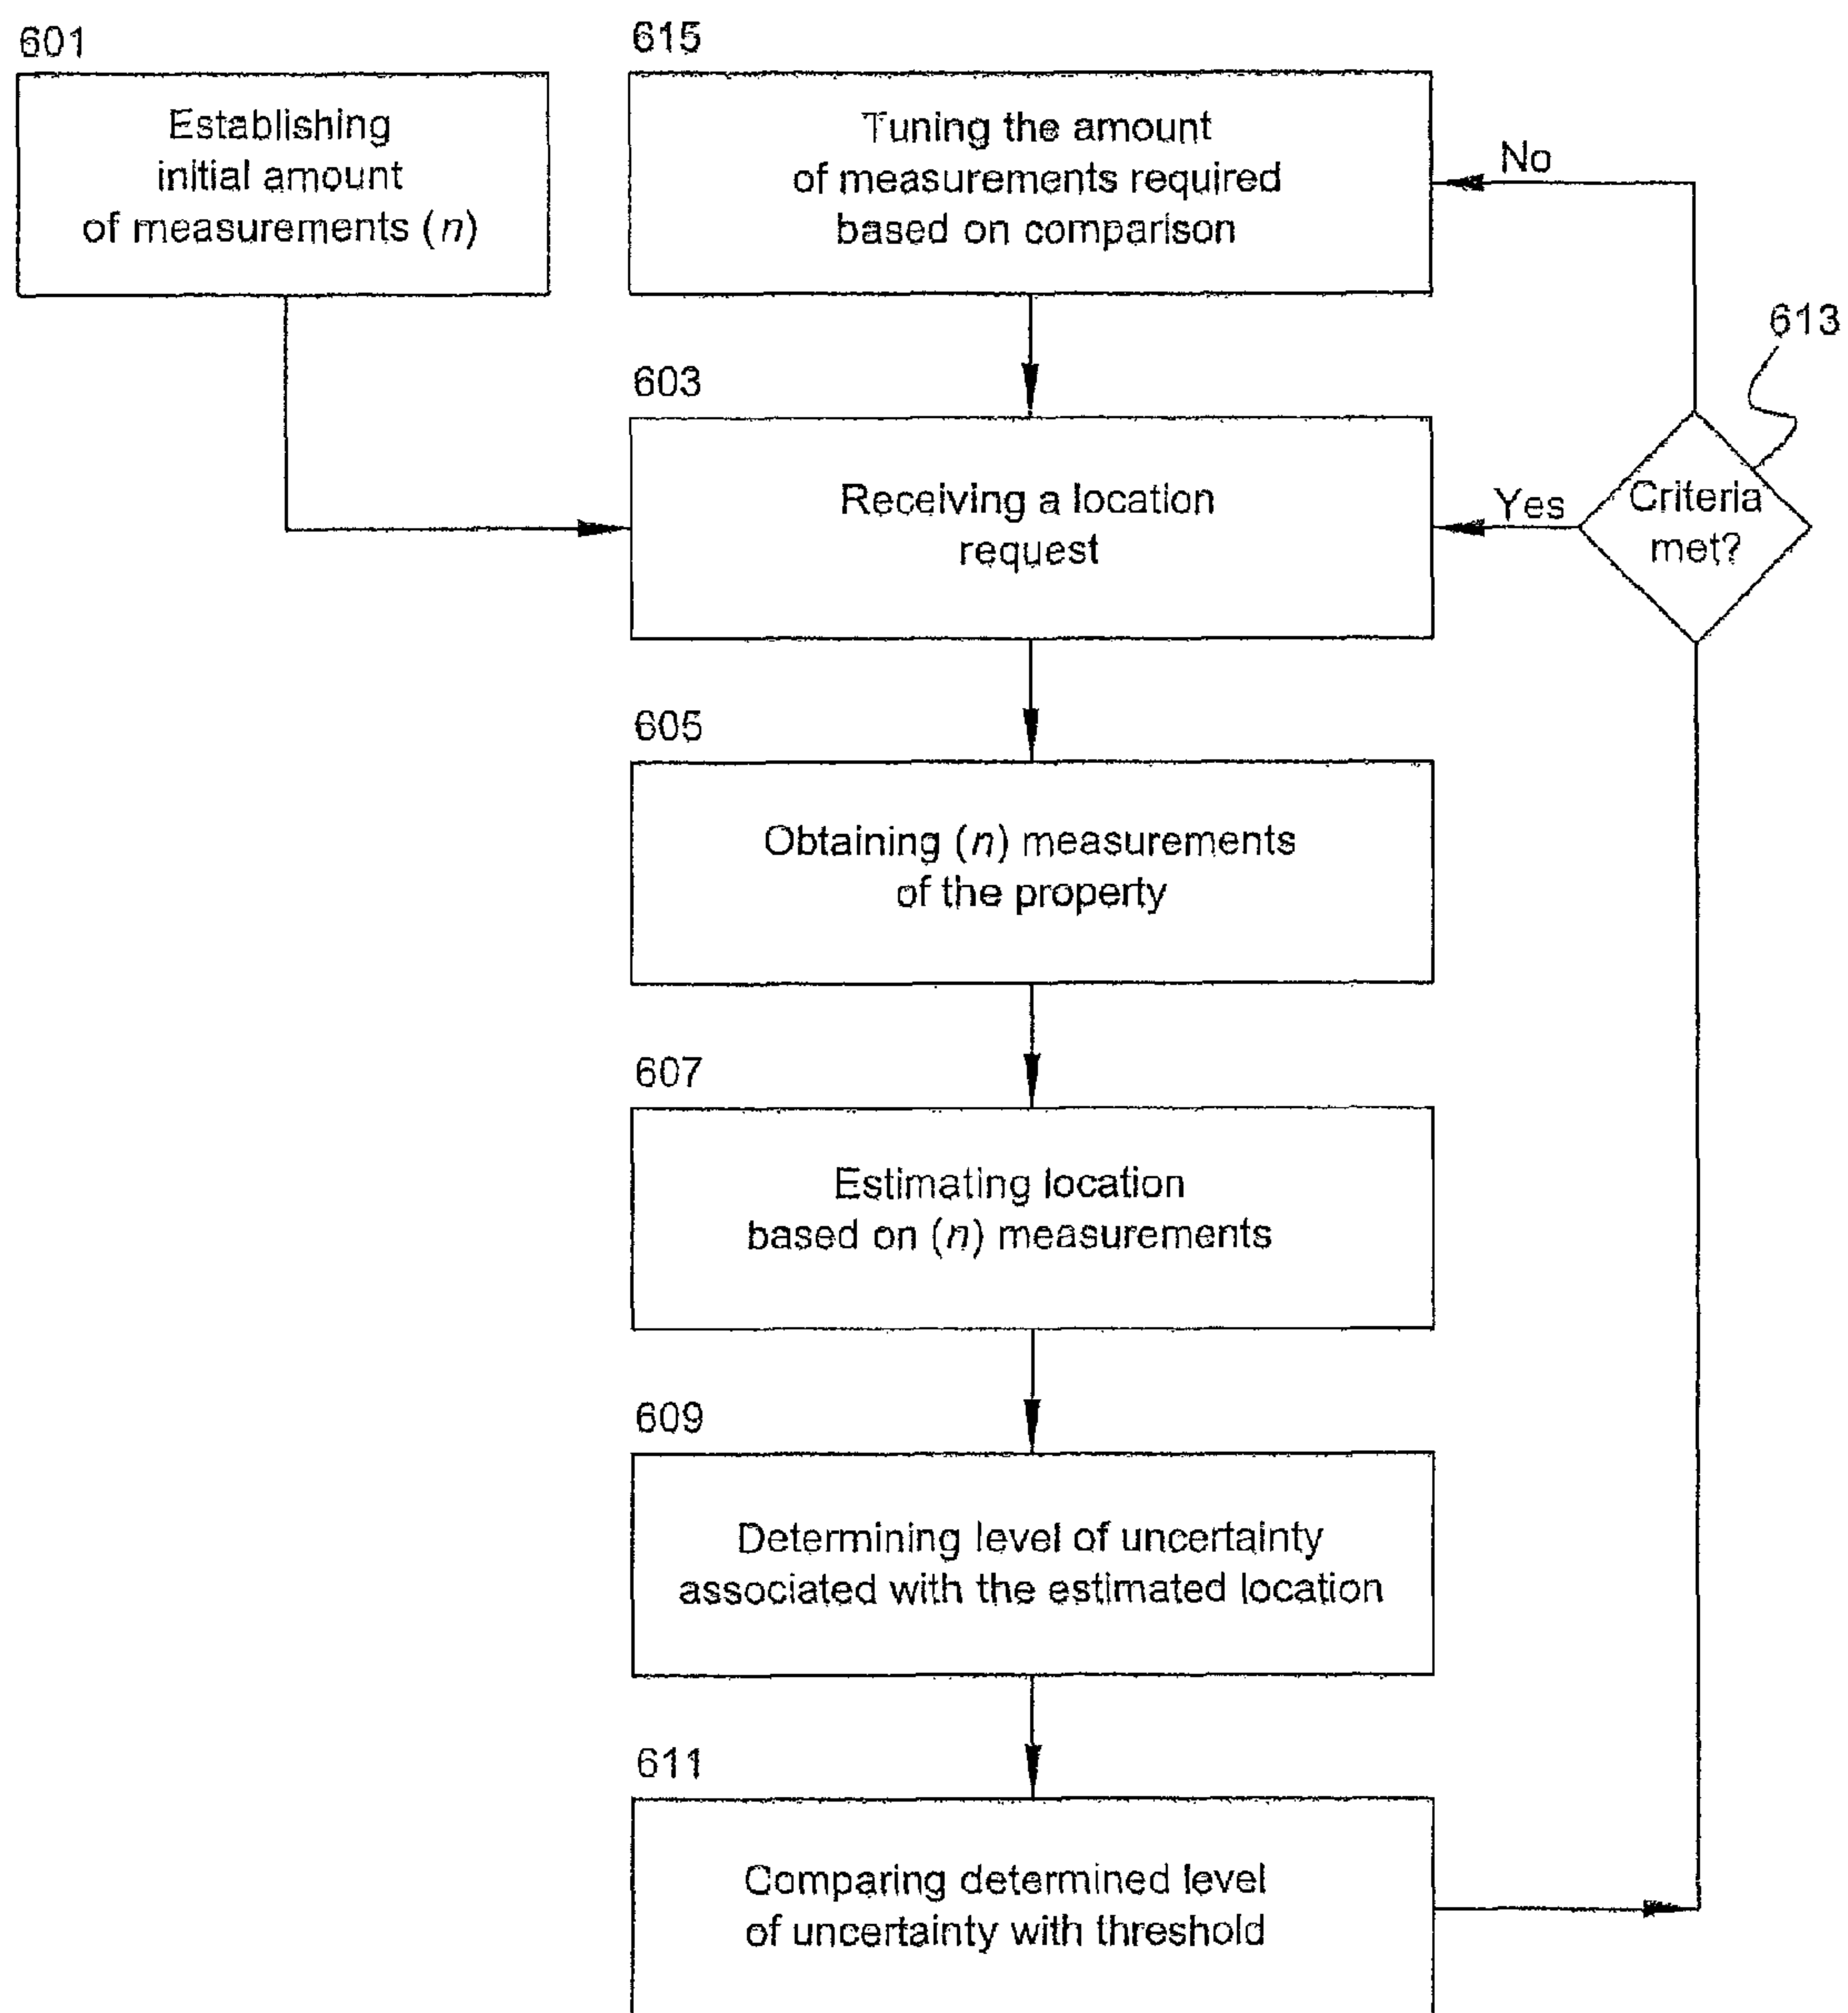 601
Establishing
initial amount
of measurements (n)
615
Tuning the amount
of measurements required
based on comparison
No
613
603
Receiving a location
request
Yes
Criteria
met?
605
Obtaining (n) measurements
of the property
607
Estimating location
based on (n) measurements
609
Determining level of uncertainty
associated with the estimated location
611
Comparing determined level
of uncertainty with threshold